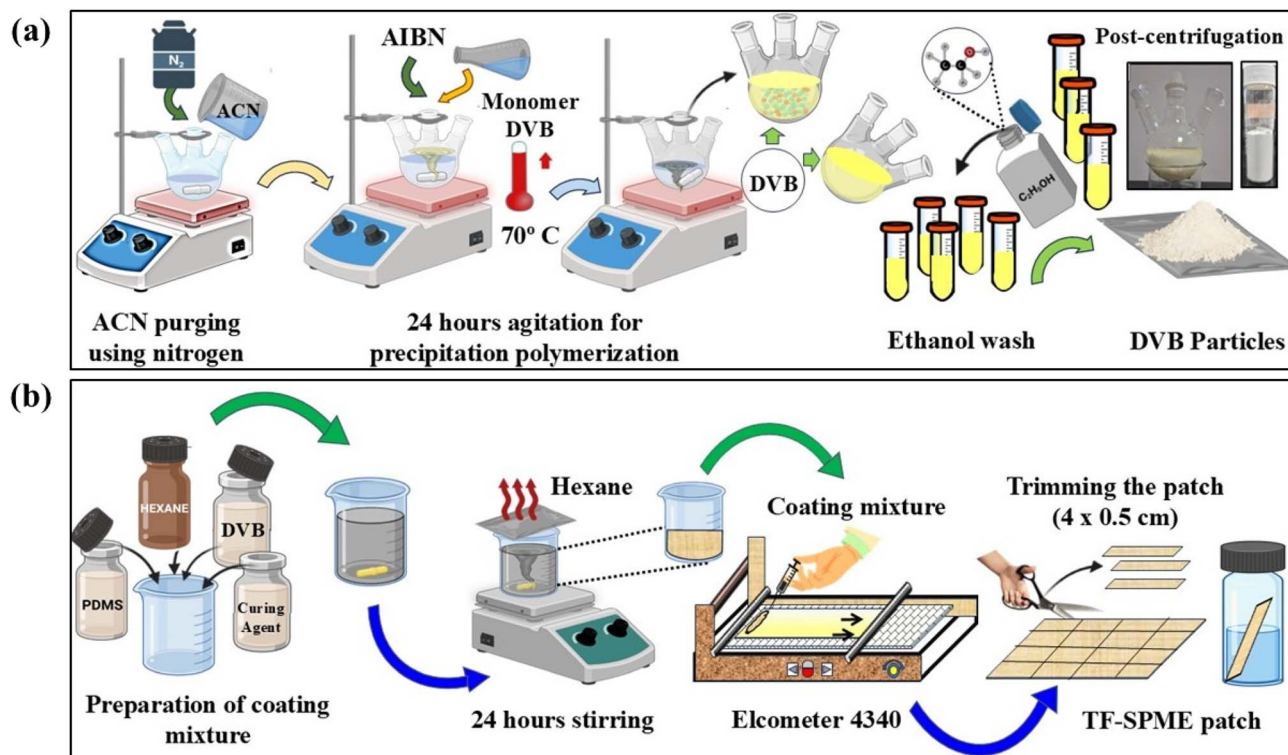 (a)
N₂
ACN
ACN purging
using nitrogen
AIBN
Monomer
DVB
70º C
24 hours agitation for
precipitation polymerization
DVB
C C O H H
C₂H₅OH
Ethanol wash
Post-centrifugation
DVB Particles
(b)
HEXANE
DVB
PDMS
Curing
Agent
Preparation of coating
mixture
Hexane
24 hours stirring
Coating mixture
Elcometer 4340
Trimming the patch
(4 x 0.5 cm)
TF-SPME patch